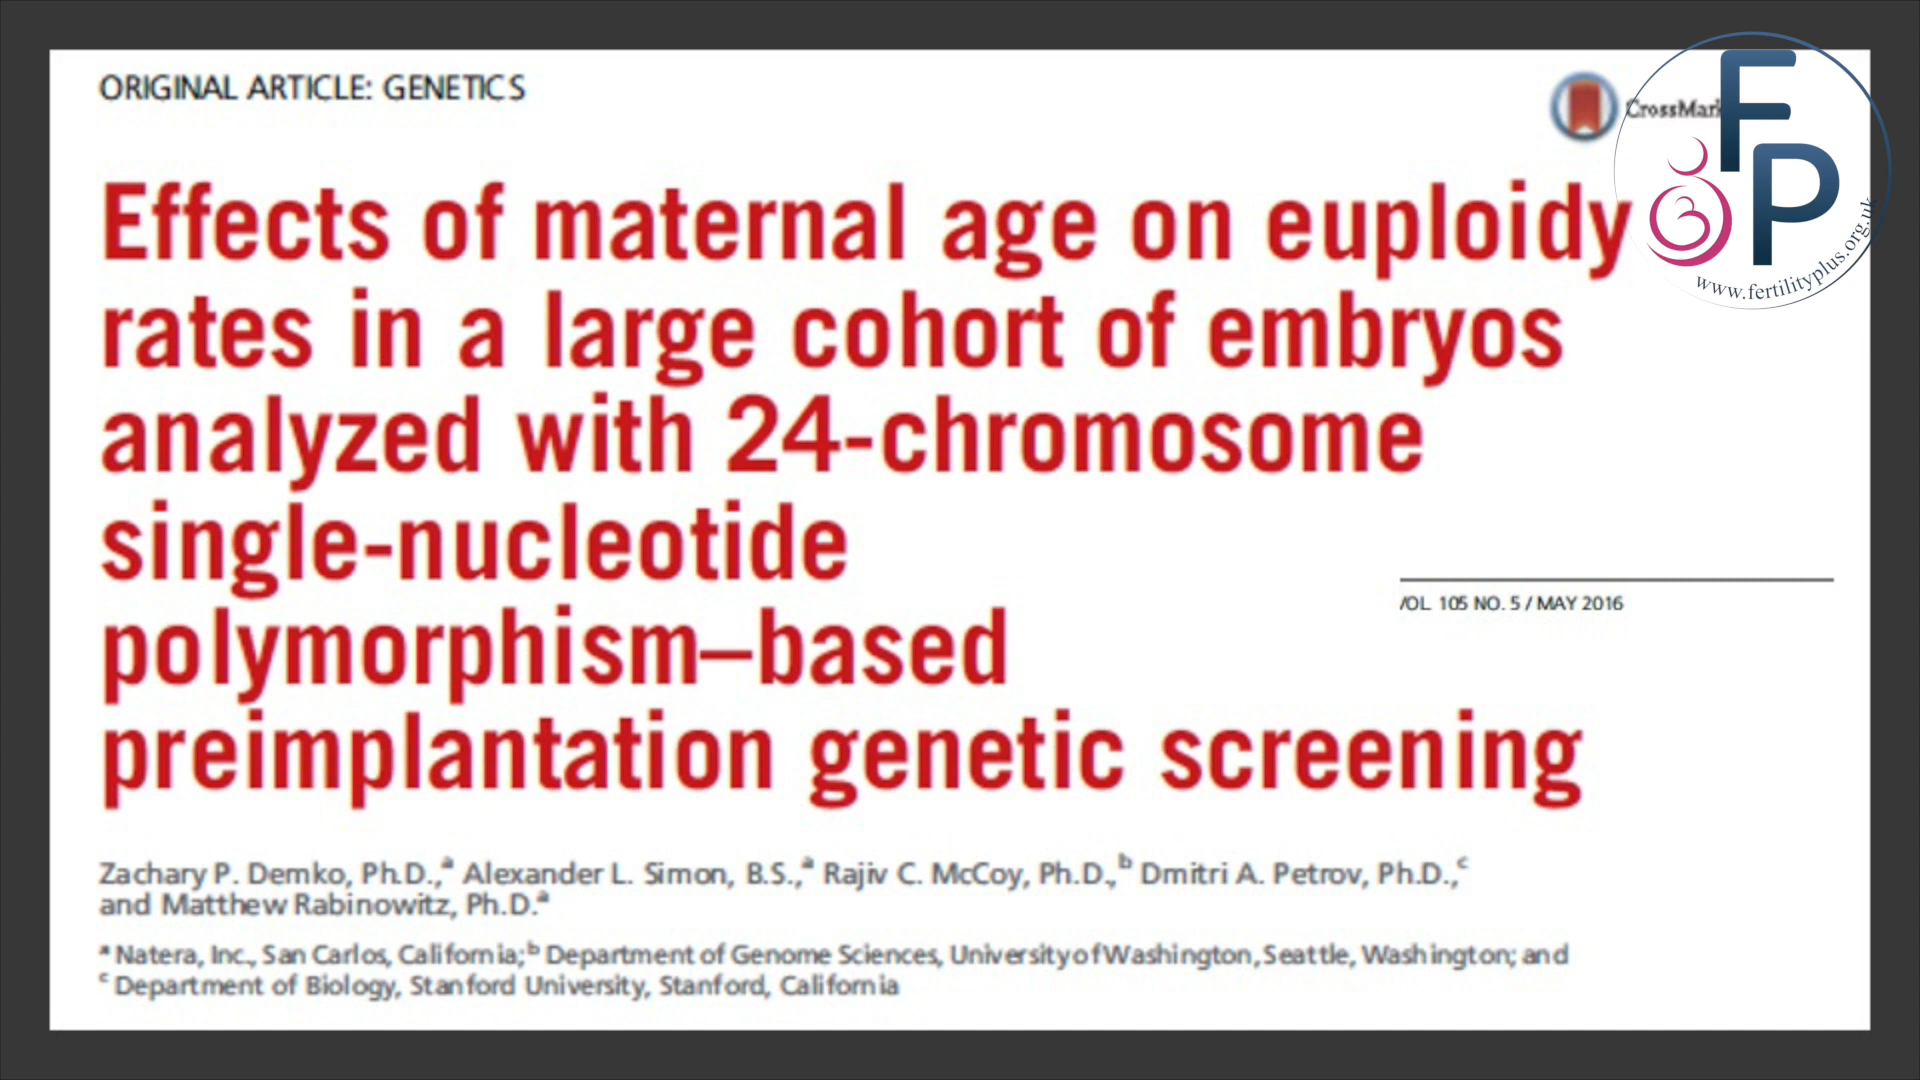 ORIGINAL ARTICLE: GENETICS
CrossMark
FP
www.fertilityplus.org.uk
Effects of maternal age on euploidy
rates in a large cohort of embryos
analyzed with 24-chromosome
single-nucleotide
polymorphism–based
preimplantation genetic screening
VOL. 105 NO. 5 / MAY 2016
Zachary P. Demko, Ph.D.,ᵃ Alexander L. Simon, B.S.,ᵃ Rajiv C. McCoy, Ph.D.,ᵇ Dmitri A. Petrov, Ph.D.,ᶜ
and Matthew Rabinowitz, Ph.D.ᵃ
ᵃ Natera, Inc., San Carlos, California; ᵇ Department of Genome Sciences, University of Washington, Seattle, Washington; and
ᶜ Department of Biology, Stanford University, Stanford, California